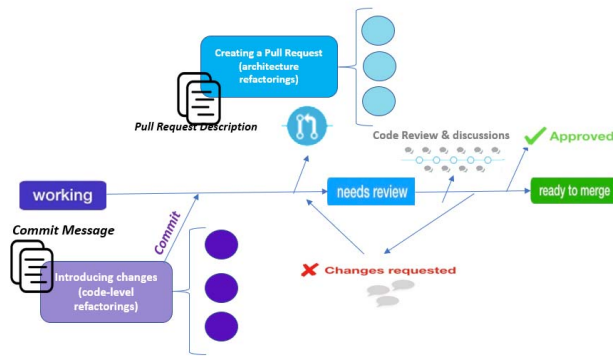 Creating a Pull Request
(architecture
refactorings)
Pull Request Description
Code Review & discussions
Approved
working
needs review
ready to merge
Commit Message
Commit
Introducing changes
(code-level
refactorings)
Changes requested